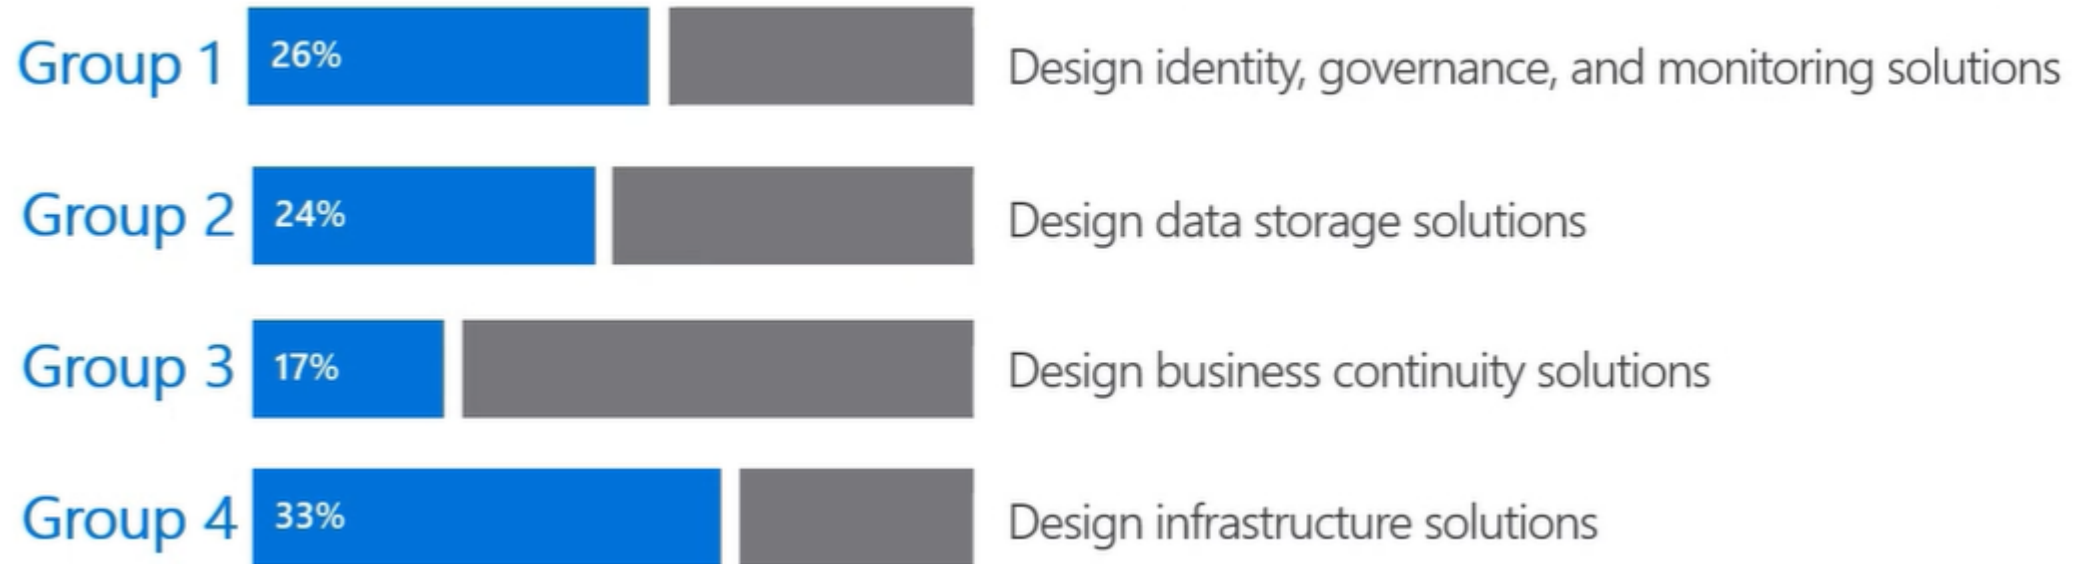 Group 1 26% Design identity, governance, and monitoring solutions
Group 2 24% Design data storage solutions
Group 3 17% Design business continuity solutions
Group 4 33% Design infrastructure solutions